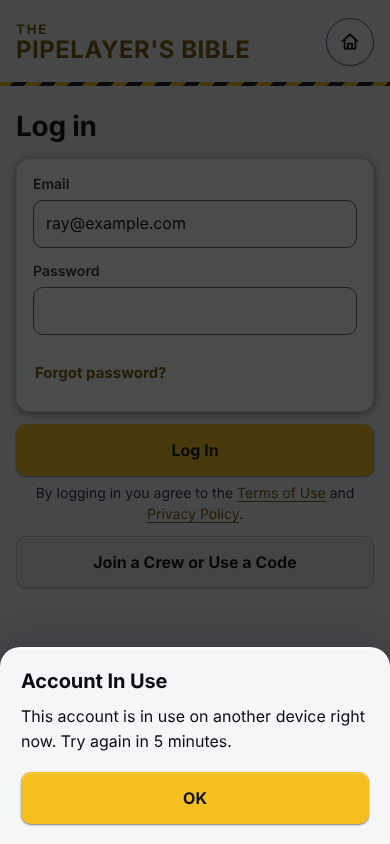 THE
PIPELAYER'S BIBLE
Log in
Email
ray@example.com
Password
Forgot password?
Log In
By logging in you agree to the Terms of Use and
Privacy Policy.
Join a Crew or Use a Code
Account In Use
This account is in use on another device right
now. Try again in 5 minutes.
OK